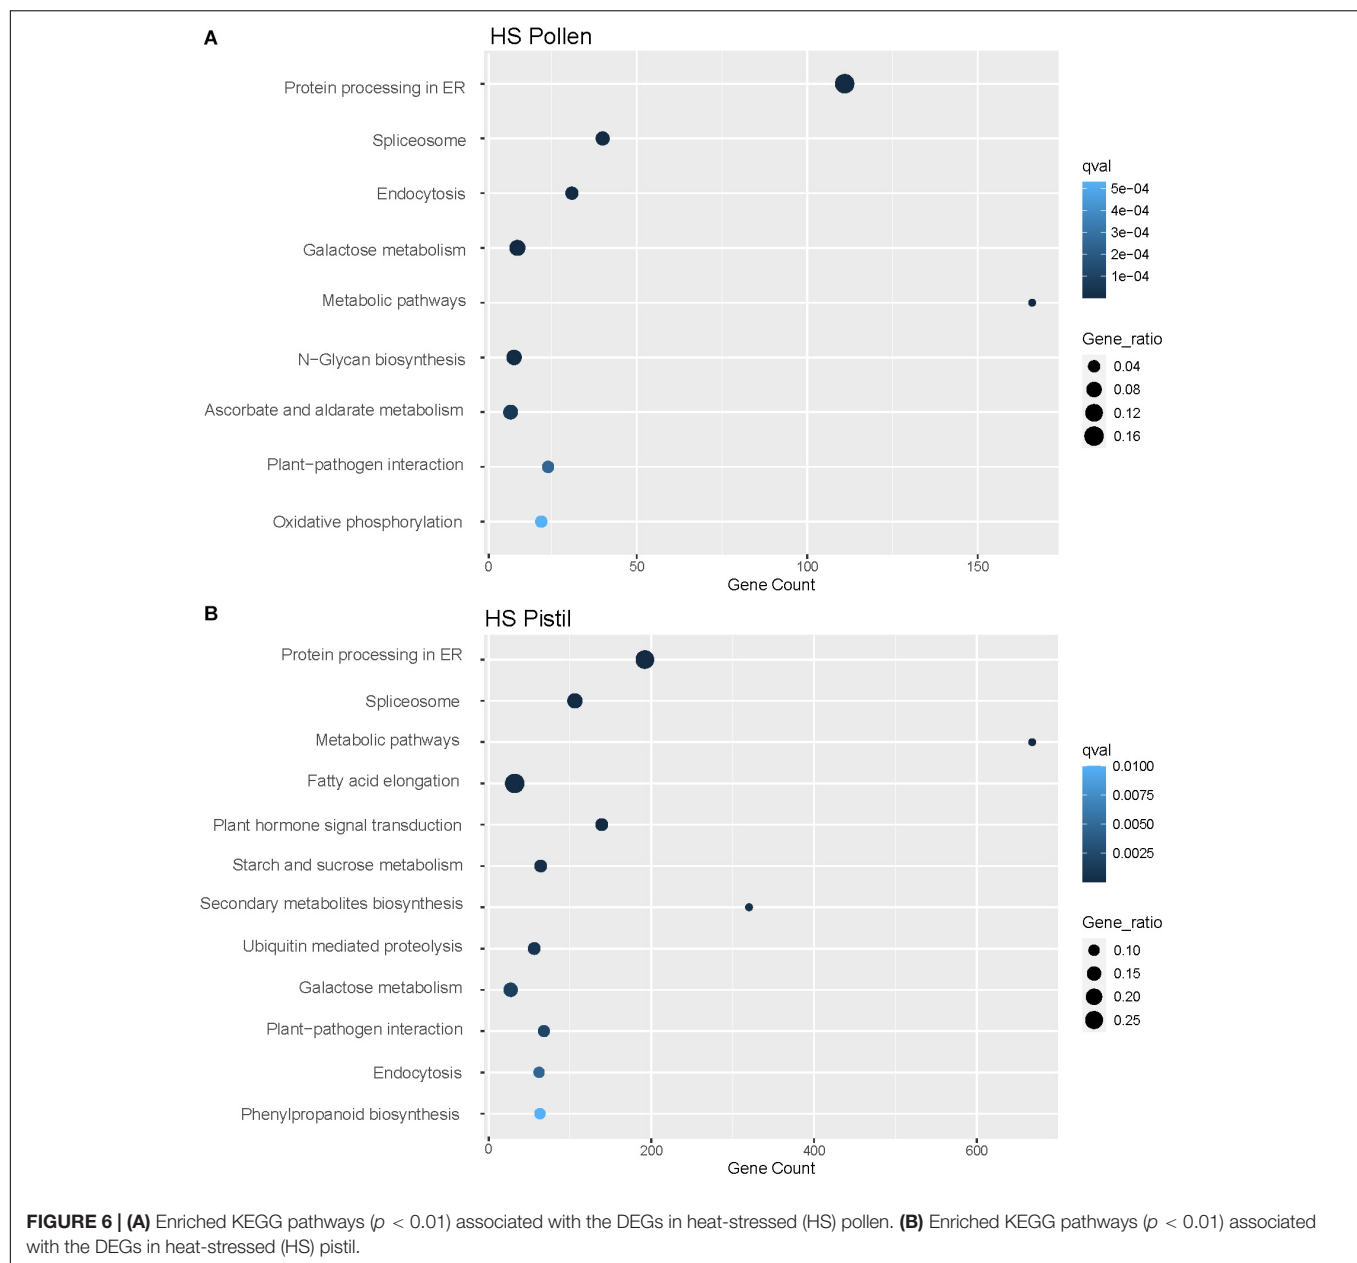 A
HS Pollen
Protein processing in ER
Spliceosome
Endocytosis
Galactose metabolism
Metabolic pathways
N−Glycan biosynthesis
Ascorbate and aldarate metabolism
Plant−pathogen interaction
Oxidative phosphorylation
0 50 100 150
Gene Count
qval
5e−04
4e−04
3e−04
2e−04
1e−04
Gene_ratio
0.04
0.08
0.12
0.16
B
HS Pistil
Protein processing in ER
Spliceosome
Metabolic pathways
Fatty acid elongation
Plant hormone signal transduction
Starch and sucrose metabolism
Secondary metabolites biosynthesis
Ubiquitin mediated proteolysis
Galactose metabolism
Plant−pathogen interaction
Endocytosis
Phenylpropanoid biosynthesis
0 200 400 600
Gene Count
qval
0.0100
0.0075
0.0050
0.0025
Gene_ratio
0.10
0.15
0.20
0.25
FIGURE 6 | (A) Enriched KEGG pathways (p < 0.01) associated with the DEGs in heat-stressed (HS) pollen. (B) Enriched KEGG pathways (p < 0.01) associated
with the DEGs in heat-stressed (HS) pistil.